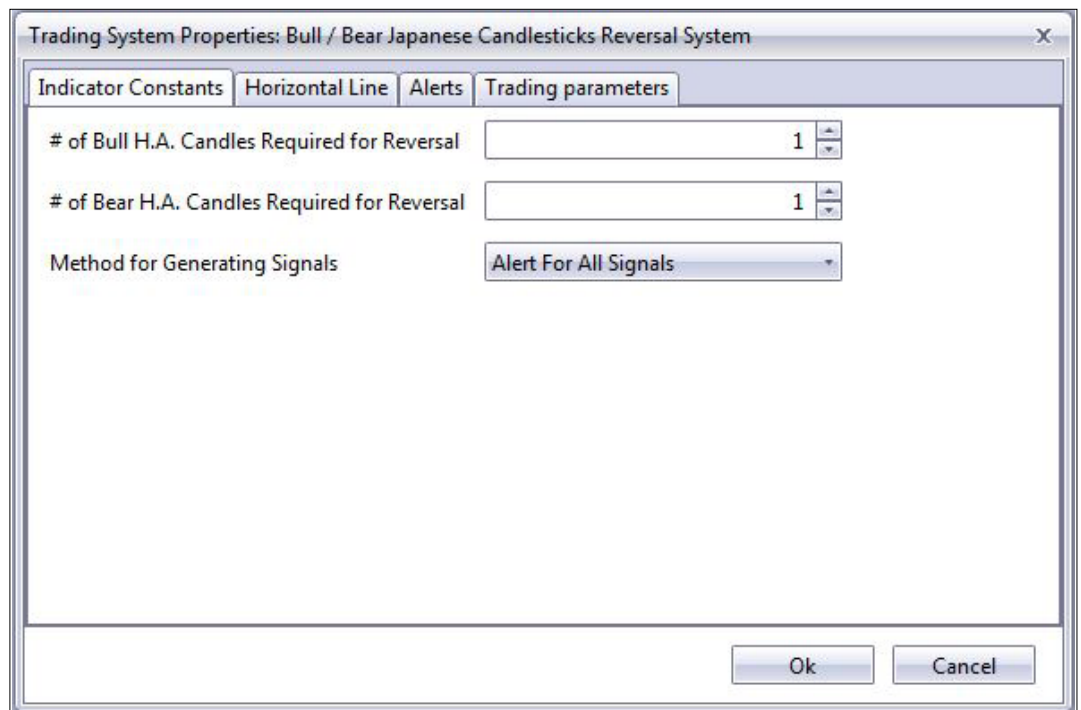 Trading System Properties: Bull / Bear Japanese Candlesticks Reversal System x
Indicator Constants Horizontal Line Alerts Trading parameters
# of Bull H.A. Candles Required for Reversal 1
# of Bear H.A. Candles Required for Reversal 1
Method for Generating Signals Alert For All Signals
Ok Cancel